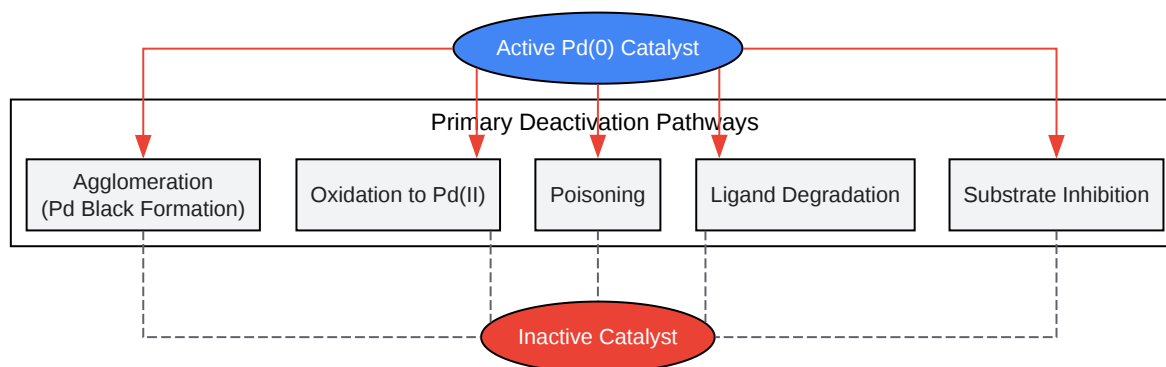 Active Pd(0) Catalyst
Primary Deactivation Pathways
Agglomeration
(Pd Black Formation)
Oxidation to Pd(II)
Poisoning
Ligand Degradation
Substrate Inhibition
Inactive Catalyst